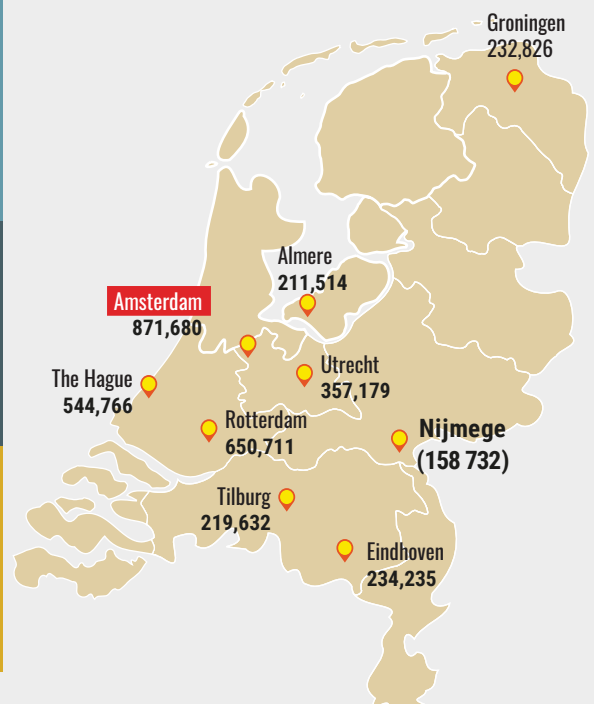 Groningen
232,826
Almere
211,514
Amsterdam
871,680
Utrecht
357,179
The Hague
544,766
Rotterdam
650,711
Nijmege
(158 732)
Tilburg
219,632
Eindhoven
234,235